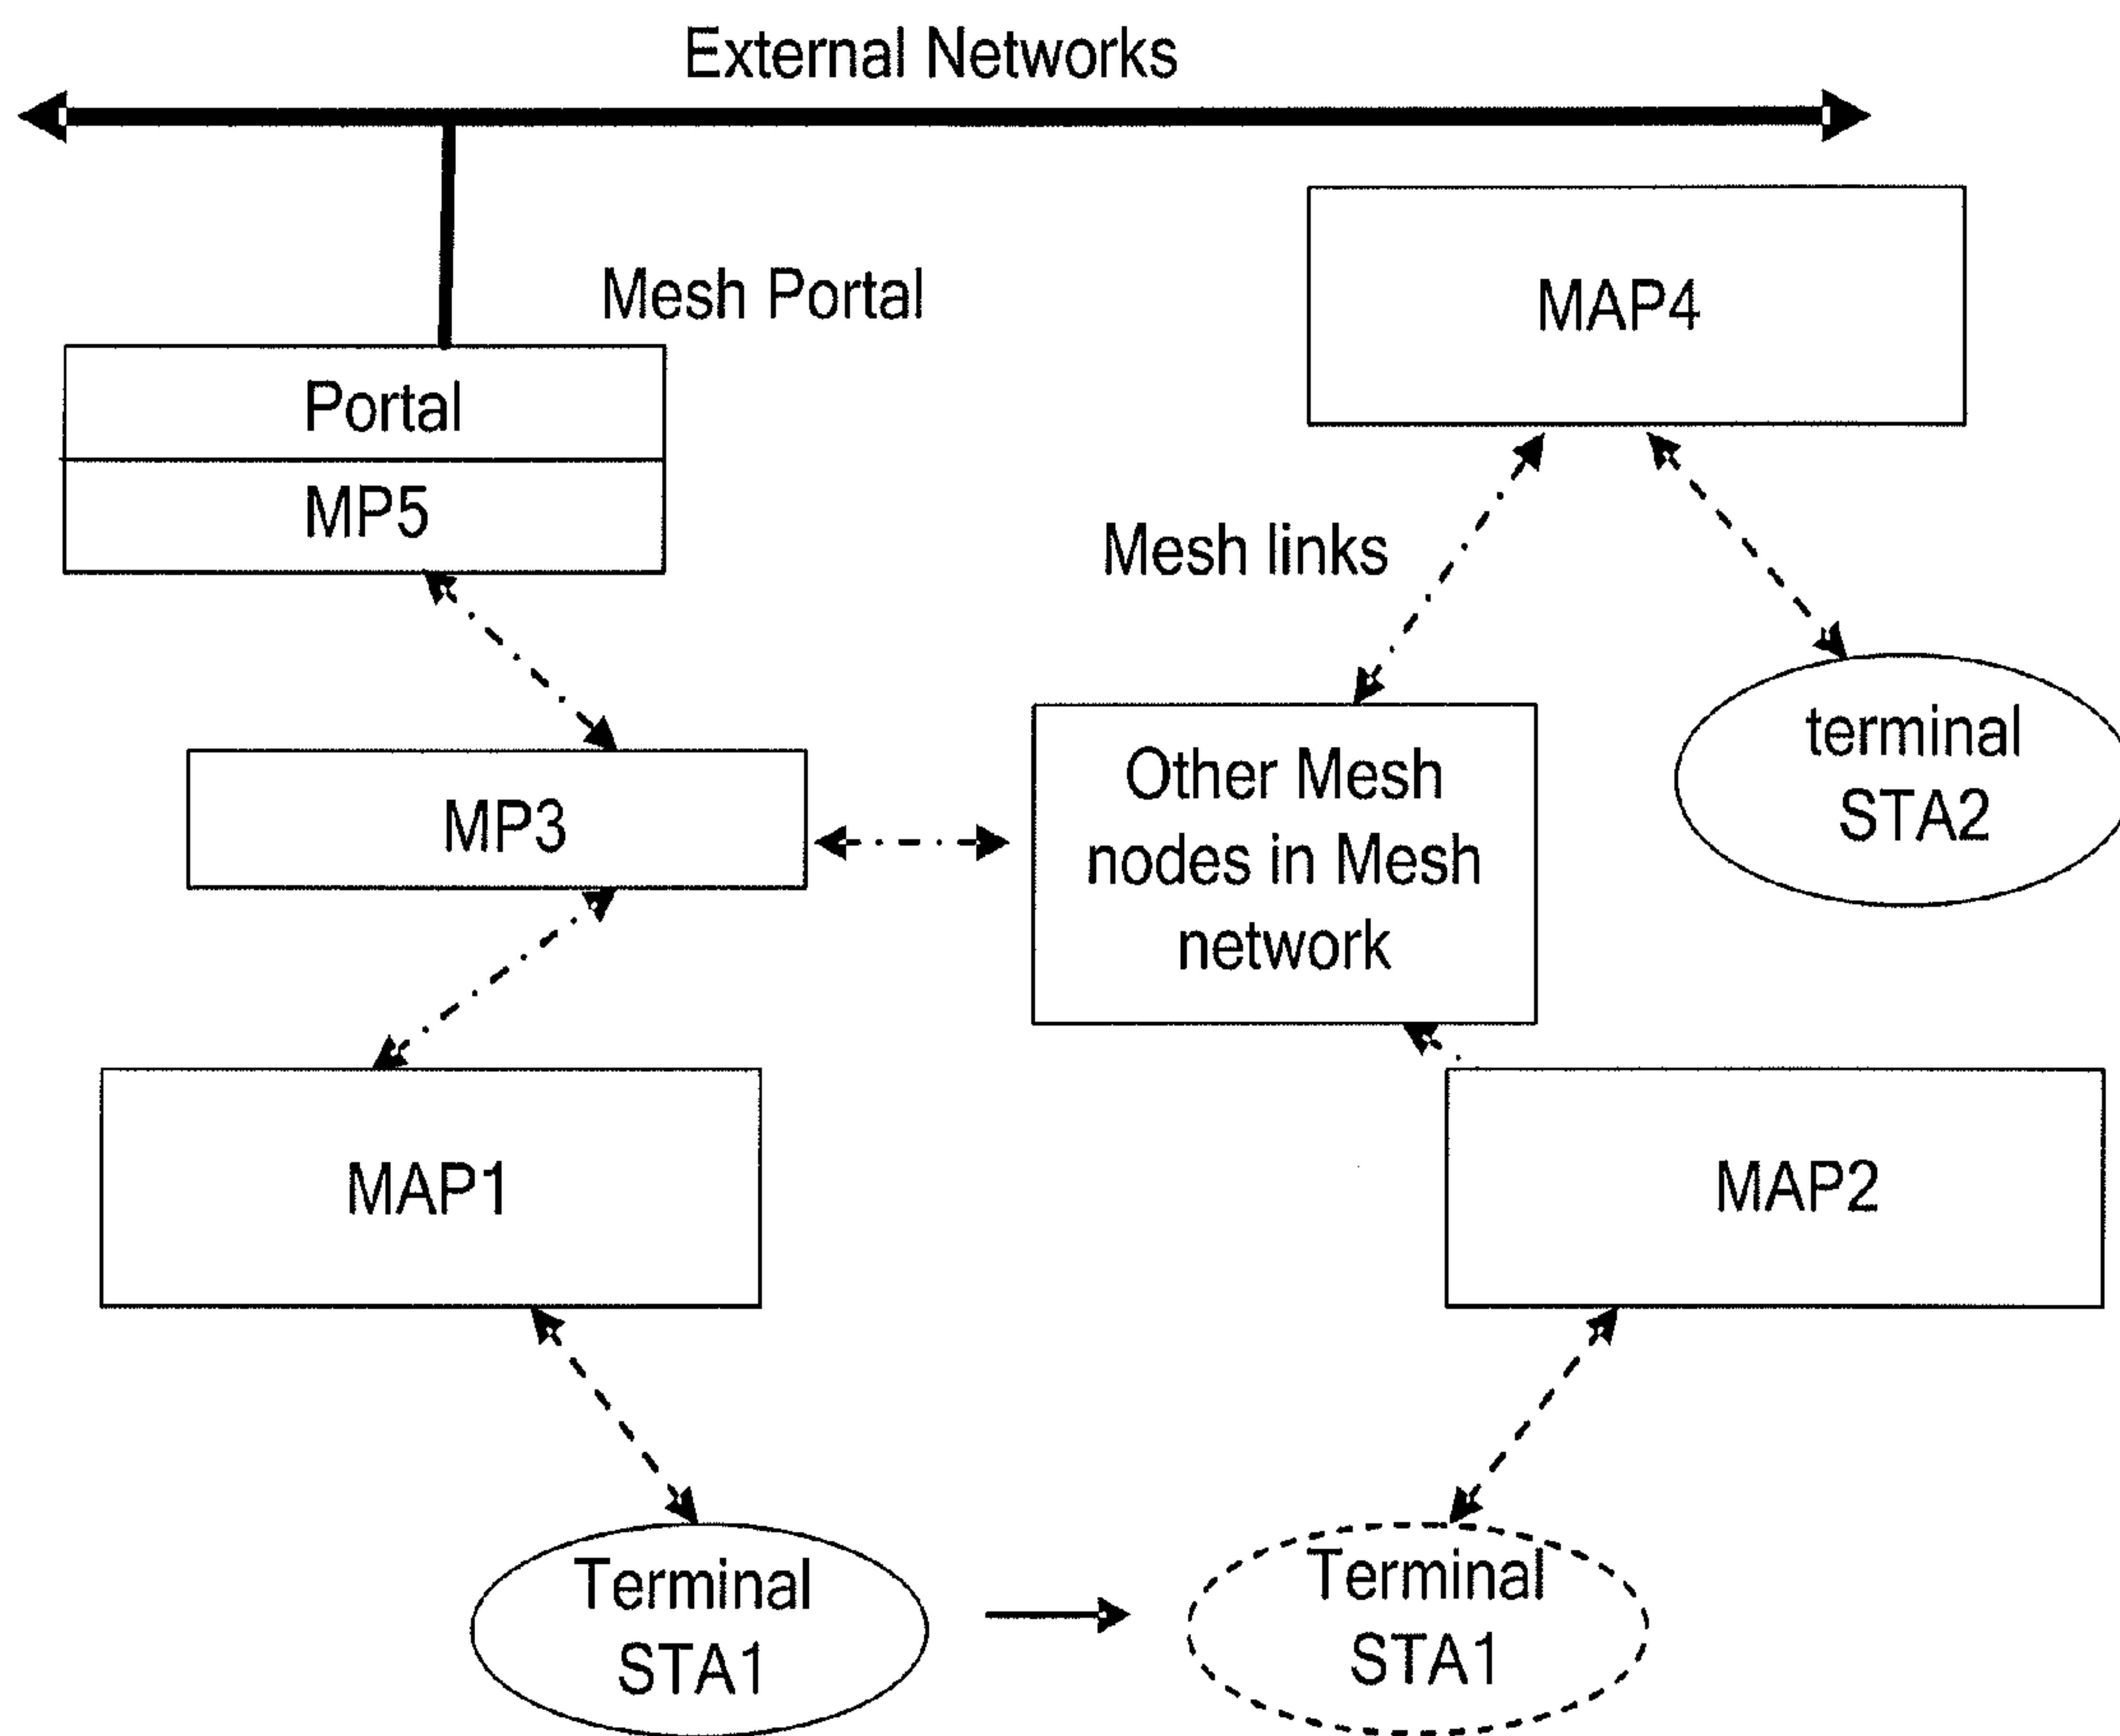 External Networks
Mesh Portal
MAP4
Portal
MP5
Mesh links
terminal
STA2
Other Mesh
nodes in Mesh
network
MP3
MAP1
MAP2
Terminal
STA1
Terminal
STA1